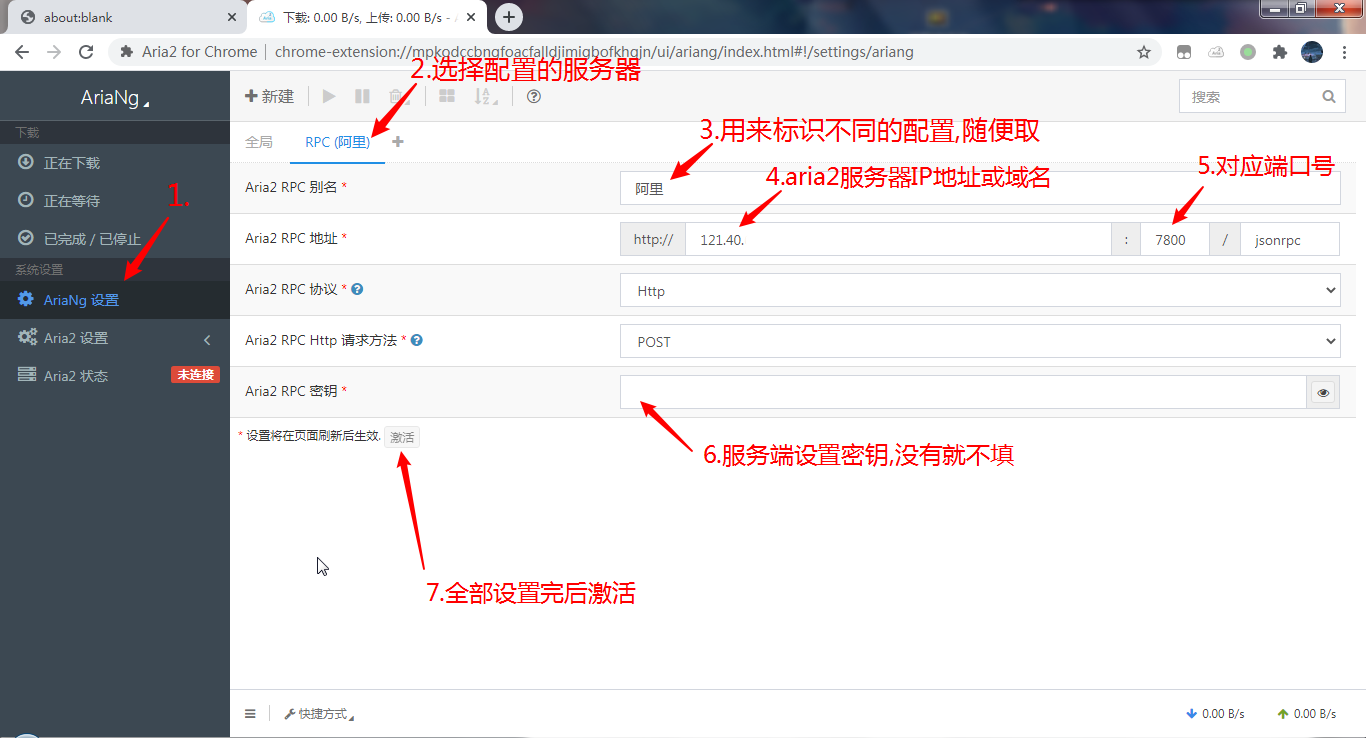 about:blank
下载: 0.00 B/s, 上传: 0.00 B/s -
Aria2 for Chrome | chrome-extension://mpkodccbngfoacfalldjjmigbofkhgjn/ui/ariang/index.html#!/settings/ariang
2.选择配置的服务器
AriaNg
新建
搜索
下载
全局
RPC (阿里)
3.用来标识不同的配置,随便取
正在下载
5.对应端口号
Aria2 RPC 别名 *
阿里
4.aria2服务器IP地址或域名
1.
正在等待
已完成 / 已停止
Aria2 RPC 地址 *
http://
121.40.
:
7800
/
jsonrpc
系统设置
AriaNg 设置
Aria2 RPC 协议 *
Http
Aria2 设置
Aria2 RPC Http 请求方法 *
POST
Aria2 状态
未连接
Aria2 RPC 密钥 *
* 设置将在页面刷新后生效.
激活
6.服务端设置密钥,没有就不填
7.全部设置完后激活
快捷方式
0.00 B/s
0.00 B/s